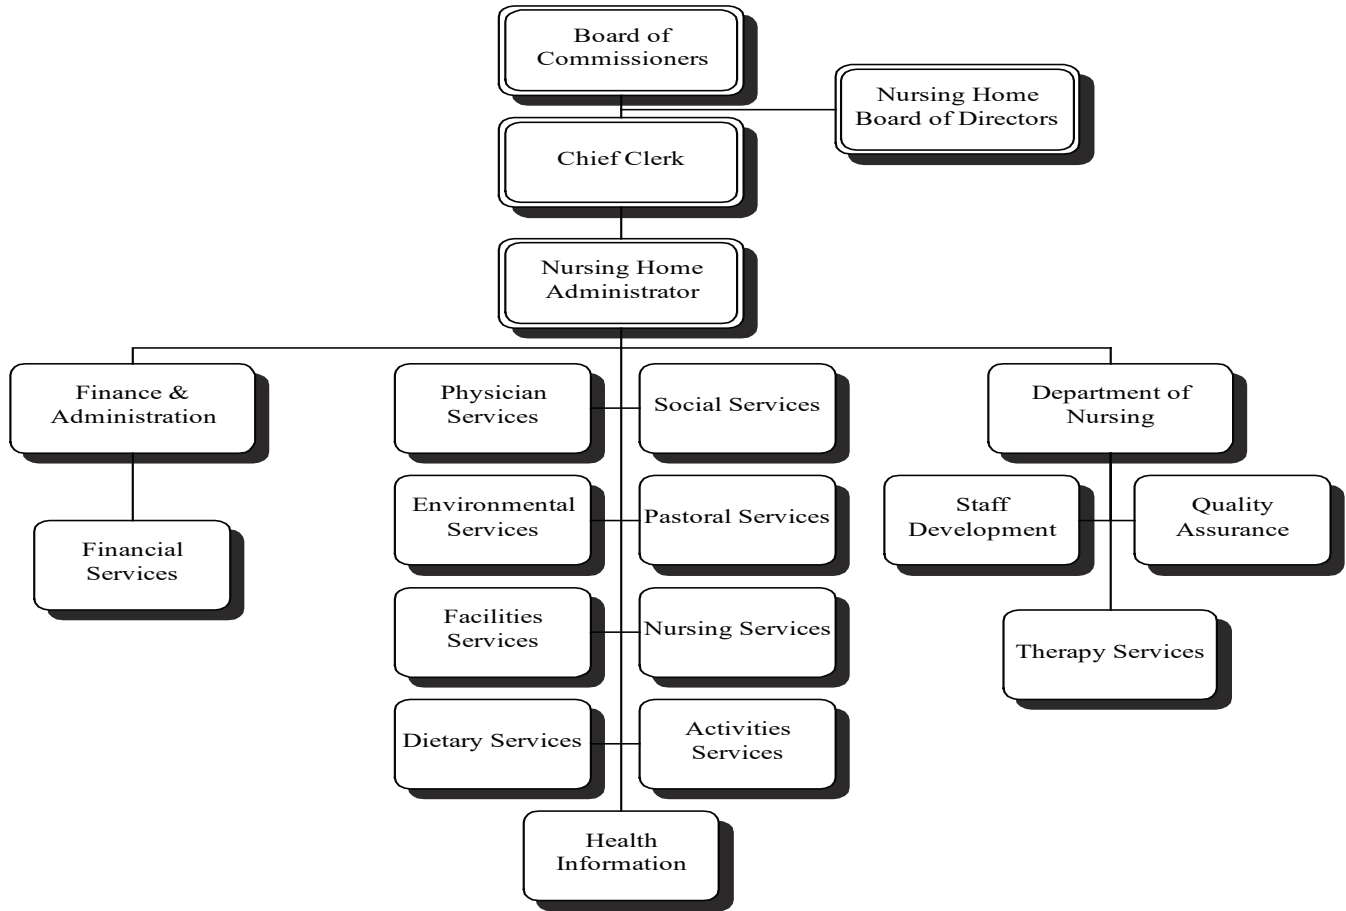 Board of
Commissioners
Nursing Home
Board of Directors
Chief Clerk
Nursing Home
Administrator
Finance &
Administration
Physician
Services
Social Services
Department of
Nursing
Environmental
Services
Pastoral Services
Staff
Development
Quality
Assurance
Financial
Services
Facilities
Services
Nursing Services
Therapy Services
Dietary Services
Activities
Services
Health
Information